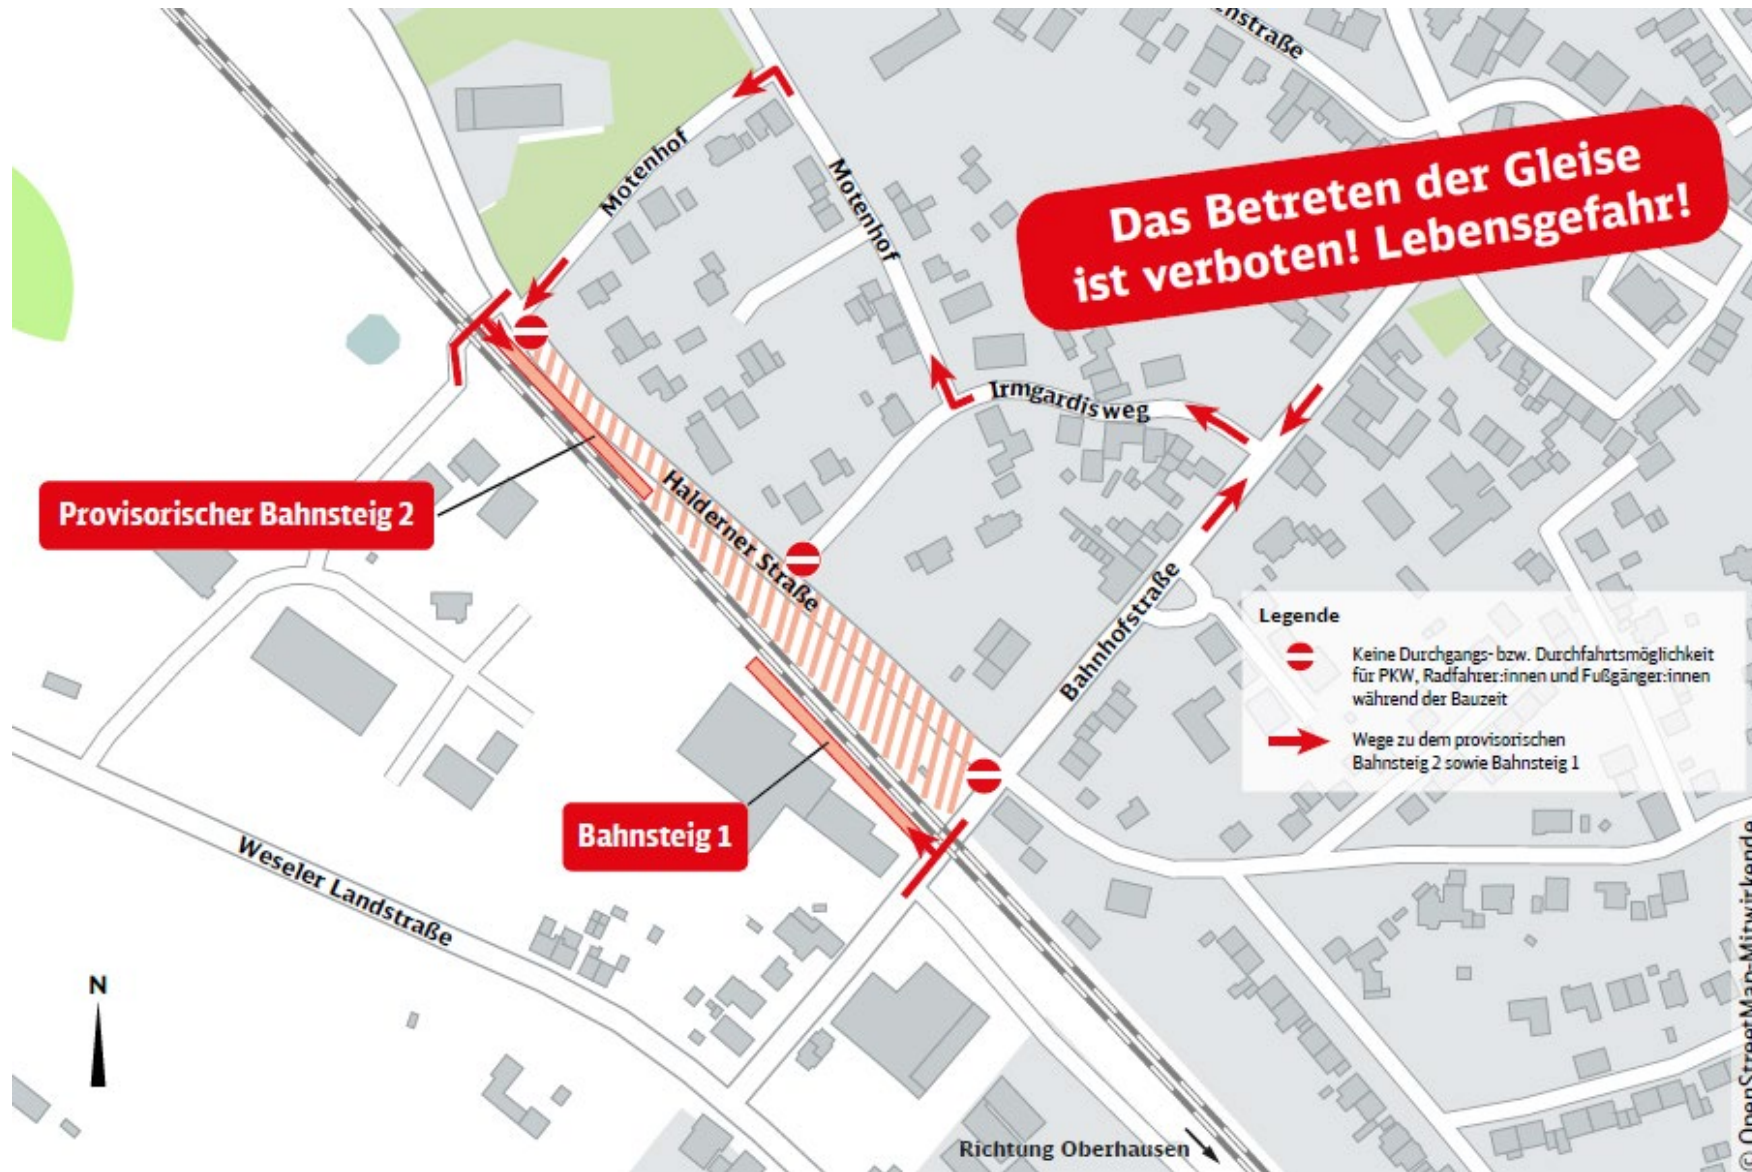 nstraße
Motenhof
Motenhof
Das Betreten der Gleise
ist verboten! Lebensgefahr!
Irmgardisweg
Provisorischer Bahnsteig 2
Halderner Straße
Bahnhofstraße
Legende
Keine Durchgangs- bzw. Durchfahrtsmöglichkeit
für PKW, Radfahrer:innen und Fußgänger:innen
während der Bauzeit
Wege zu dem provisorischen
Bahnsteig 2 sowie Bahnsteig 1
Bahnsteig 1
Weseler Landstraße
N
Richtung Oberhausen
© OpenStreetMap-Mitwirkende